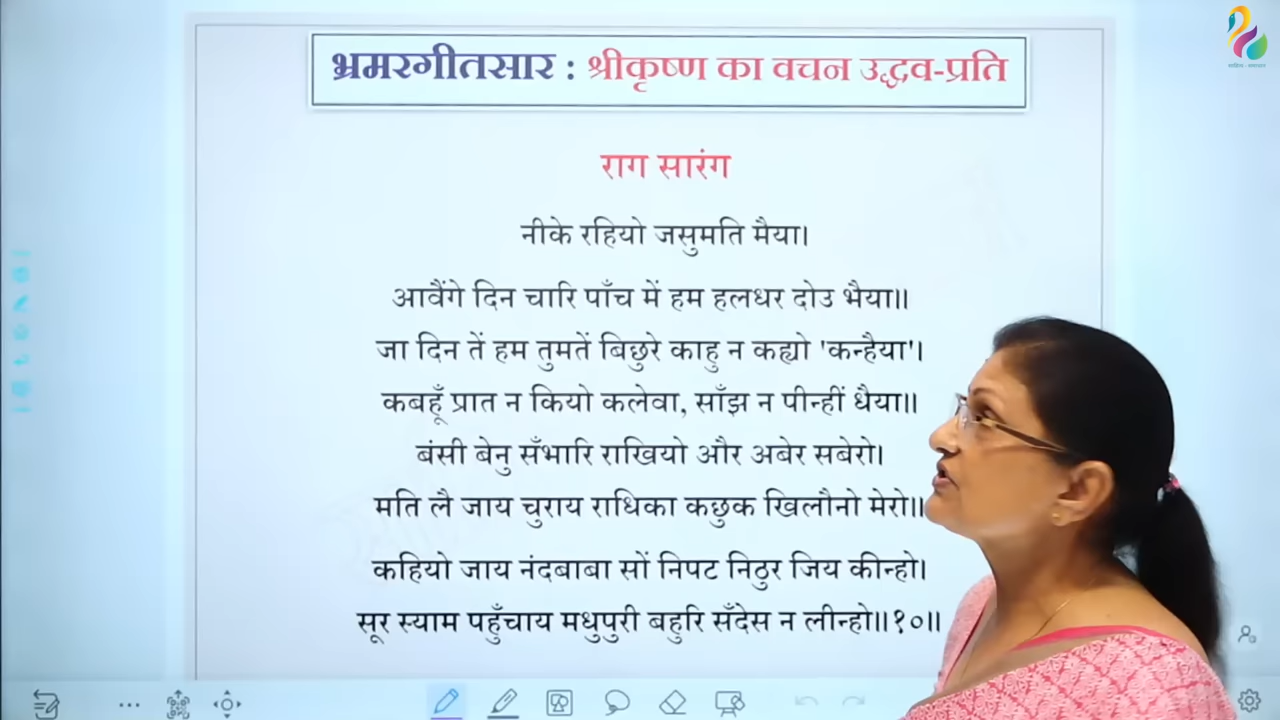 भ्रमरगीतसार : श्रीकृष्ण का वचन उद्धव-प्रति
राग सारंग
नीके रहियो जसुमति मैया।
आवैंगे दिन चारि पाँच में हम हलधर दोउ भैया॥
जा दिन तें हम तुमतें बिछुरे काहु न कह्यो 'कन्हैया'।
कबहूँ प्रात न कियो कलेवा, साँझ न पीन्हीं धैया॥
बंसी बेनु सँभारि राखियो और अबेर सबेरो।
मति लै जाय चुराय राधिका कछुक खिलौनो मेरो॥
कहियो जाय नंदबाबा सों निपट निठुर जिय कीन्हो।
सूर स्याम पहुँचाय मधुपुरी बहुरि सँदेस न लीन्हो॥१०॥